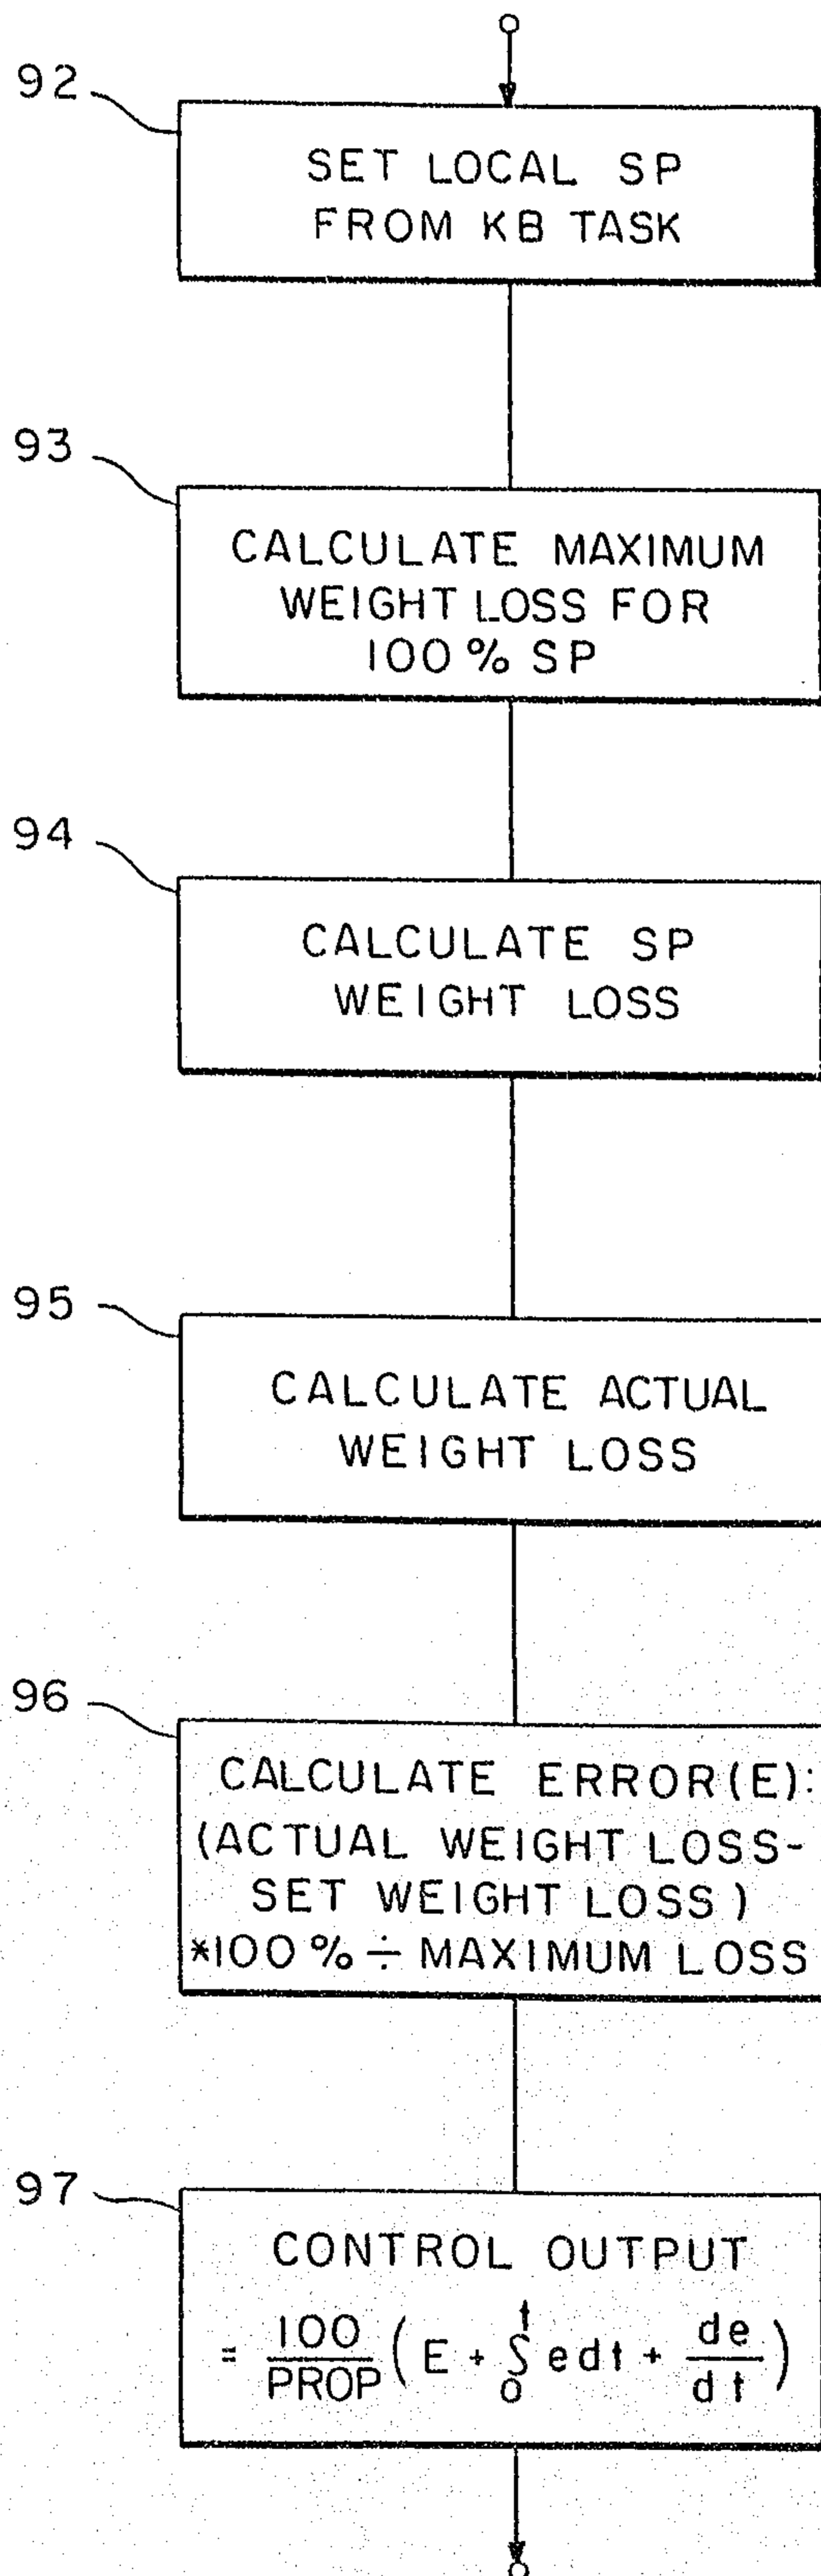 92
SET LOCAL SP
FROM KB TASK
93
CALCULATE MAXIMUM
WEIGHT LOSS FOR
100% SP
94
CALCULATE SP
WEIGHT LOSS
95
CALCULATE ACTUAL
WEIGHT LOSS
96
CALCULATE ERROR(E):
(ACTUAL WEIGHT LOSS-
SET WEIGHT LOSS)
*100% ÷ MAXIMUM LOSS
97
CONTROL OUTPUT
= 100/PROP (E + ∫₀ᵗ edt + de/dt)